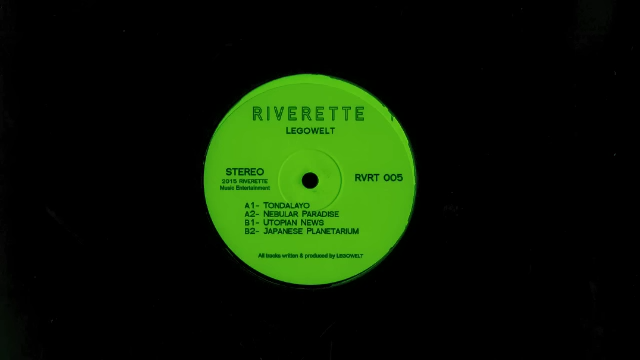 RIVERETTE
LEGOWELT
STEREO
2015 RIVERETTE
Music Entertainment
RVRT 005
A1- TONDALAYO
A2- NEBULAR PARADISE
B1- UTOPIAN NEWS
B2- JAPANESE PLANETARIUM
All tracks written & produced by LEGOWELT